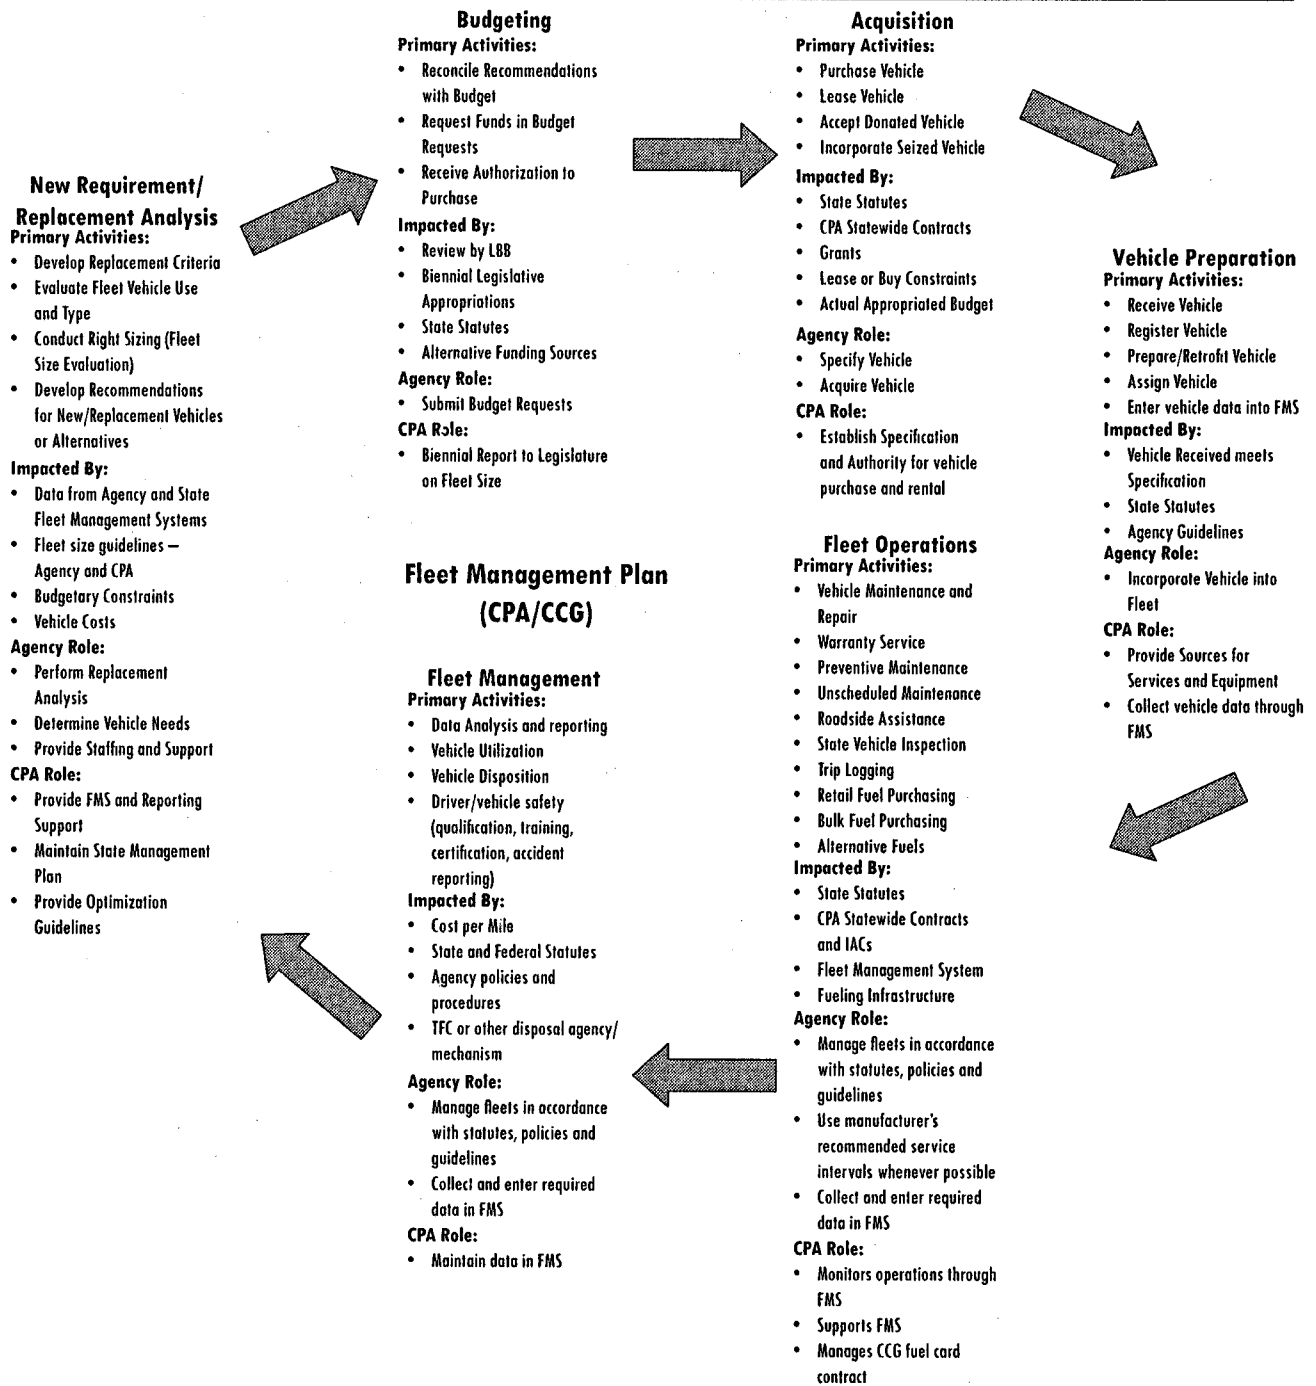 New Requirement/
Replacement Analysis
Primary Activities:
• Develop Replacement Criteria
• Evaluate Fleet Vehicle Use
and Type
• Conduct Right Sizing (Fleet
Size Evaluation)
• Develop Recommendations
for New/Replacement Vehicles
or Alternatives
Impacted By:
• Data from Agency and State
Fleet Management Systems
• Fleet size guidelines –
Agency and CPA
• Budgetary Constraints
• Vehicle Costs
Agency Role:
• Perform Replacement
Analysis
• Determine Vehicle Needs
• Provide Staffing and Support
CPA Role:
• Provide FMS and Reporting
Support
• Maintain State Management
Plan
• Provide Optimization
Guidelines
Budgeting
Primary Activities:
• Reconcile Recommendations
with Budget
• Request Funds in Budget
Requests
• Receive Authorization to
Purchase
Impacted By:
• Review by LBB
• Biennial Legislative
Appropriations
• State Statutes
• Alternative Funding Sources
Agency Role:
• Submit Budget Requests
CPA Role:
• Biennial Report to Legislature
on Fleet Size
Acquisition
Primary Activities:
• Purchase Vehicle
• Lease Vehicle
• Accept Donated Vehicle
• Incorporate Seized Vehicle
Impacted By:
• State Statutes
• CPA Statewide Contracts
• Grants
• Lease or Buy Constraints
• Actual Appropriated Budget
Agency Role:
• Specify Vehicle
• Acquire Vehicle
CPA Role:
• Establish Specification
and Authority for vehicle
purchase and rental
Vehicle Preparation
Primary Activities:
• Receive Vehicle
• Register Vehicle
• Prepare/Retrofit Vehicle
• Assign Vehicle
• Enter vehicle data into FMS
Impacted By:
• Vehicle Received meets
Specification
• State Statutes
• Agency Guidelines
Agency Role:
• Incorporate Vehicle into
Fleet
CPA Role:
• Provide Sources for
Services and Equipment
• Collect vehicle data through
FMS
Fleet Management Plan
(CPA/CCG)
Fleet Operations
Primary Activities:
• Vehicle Maintenance and
Repair
• Warranty Service
• Preventive Maintenance
• Unscheduled Maintenance
• Roadside Assistance
• State Vehicle Inspection
• Trip Logging
• Retail Fuel Purchasing
• Bulk Fuel Purchasing
• Alternative Fuels
Impacted By:
• State Statutes
• CPA Statewide Contracts
and IACs
• Fleet Management System
• Fueling Infrastructure
Agency Role:
• Manage fleets in accordance
with statutes, policies and
guidelines
• Use manufacturer's
recommended service
intervals whenever possible
• Collect and enter required
data in FMS
CPA Role:
• Monitors operations through
FMS
• Supports FMS
• Manages CCG fuel card
contract
Fleet Management
Primary Activities:
• Data Analysis and reporting
• Vehicle Utilization
• Vehicle Disposition
• Driver/vehicle safety
(qualification, training,
certification, accident
reporting)
Impacted By:
• Cost per Mile
• State and Federal Statutes
• Agency policies and
procedures
• TFC or other disposal agency/
mechanism
Agency Role:
• Manage fleets in accordance
with statutes, policies and
guidelines
• Collect and enter required
data in FMS
CPA Role:
• Maintain data in FMS